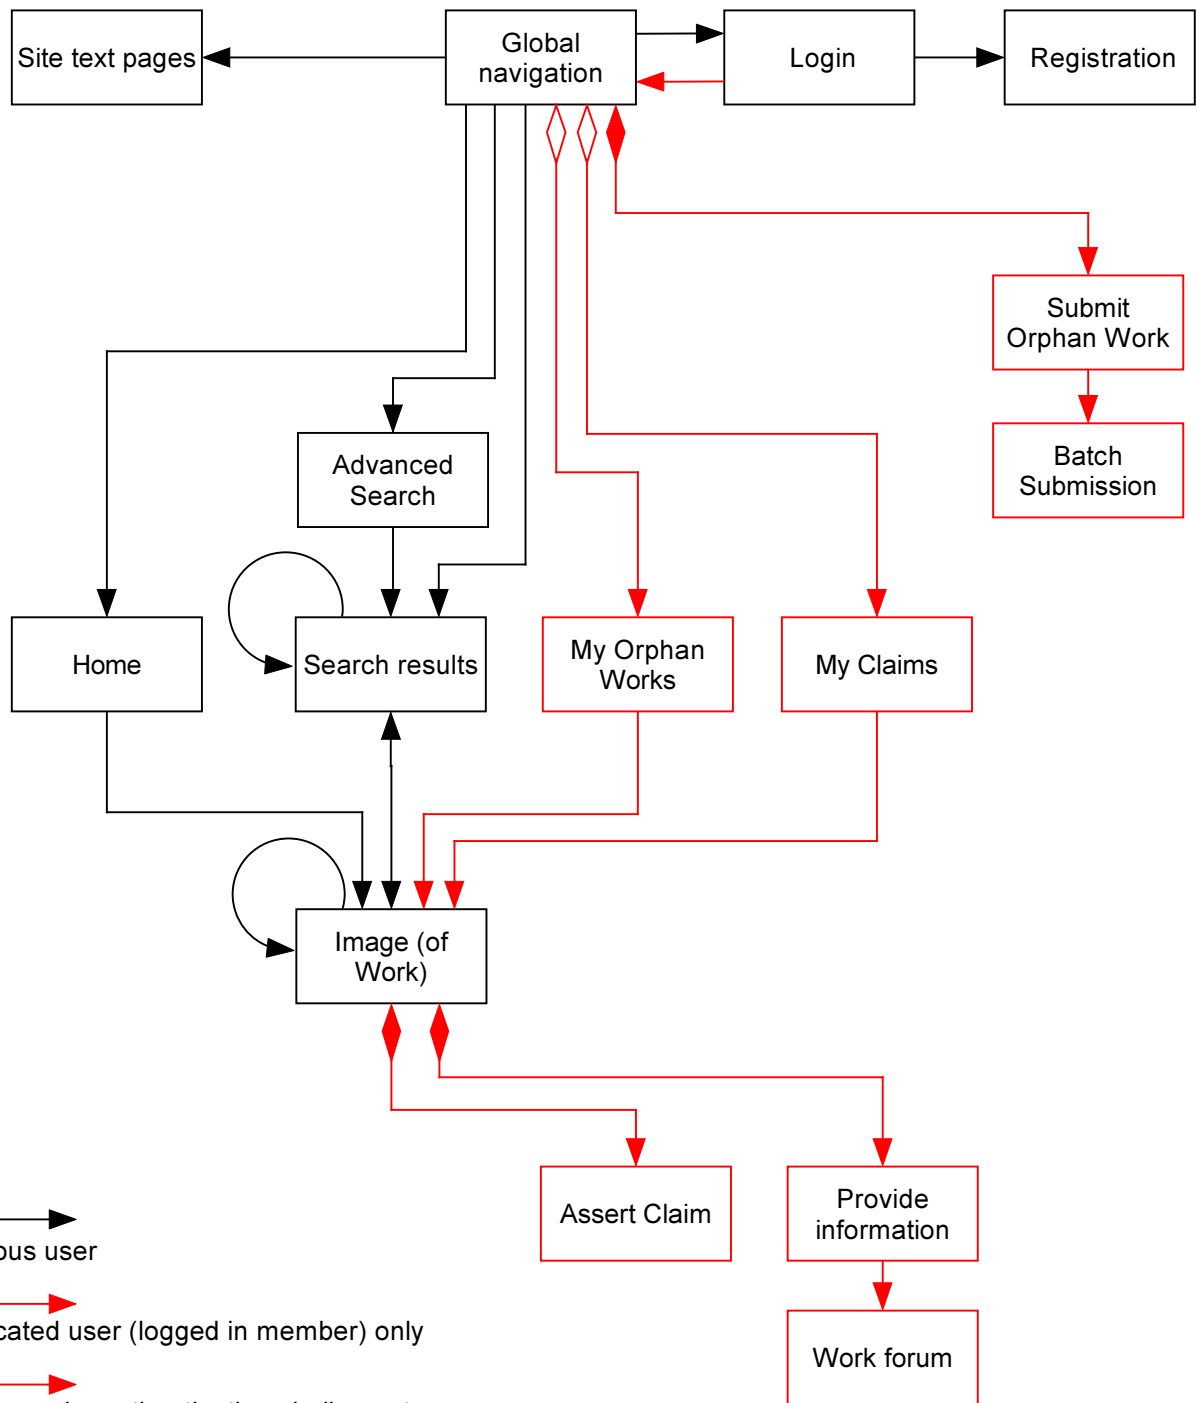 Site text pages
Global
navigation
Login
Registration
Submit
Orphan Work
Advanced
Search
Batch
Submission
Home
Search results
My Orphan
Works
My Claims
Image (of
Work)
Assert Claim
Provide
information
ous user
cated user (logged in member) only
Work forum